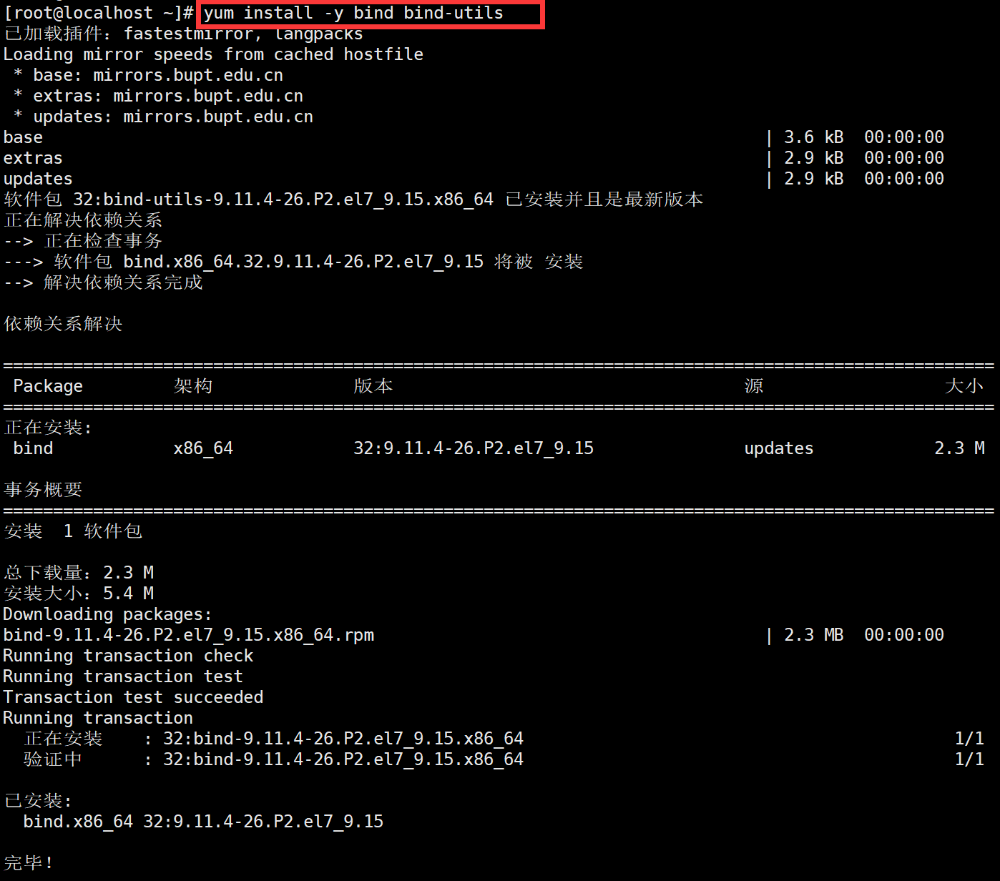 [root@localhost ~]# yum install -y bind bind-utils
已加载插件：fastestmirror, langpacks
Loading mirror speeds from cached hostfile
 * base: mirrors.bupt.edu.cn
 * extras: mirrors.bupt.edu.cn
 * updates: mirrors.bupt.edu.cn
base | 3.6 kB 00:00:00
extras | 2.9 kB 00:00:00
updates | 2.9 kB 00:00:00
软件包 32:bind-utils-9.11.4-26.P2.el7_9.15.x86_64 已安装并且是最新版本
正在解决依赖关系
--> 正在检查事务
---> 软件包 bind.x86_64.32.9.11.4-26.P2.el7_9.15 将被 安装
--> 解决依赖关系完成
依赖关系解决
===================================================================================================
Package 架构 版本 源 大小
===================================================================================================
正在安装:
bind x86_64 32:9.11.4-26.P2.el7_9.15 updates 2.3 M
事务概要
===================================================================================================
安装 1 软件包
总下载量：2.3 M
安装大小：5.4 M
Downloading packages:
bind-9.11.4-26.P2.el7_9.15.x86_64.rpm | 2.3 MB 00:00:00
Running transaction check
Running transaction test
Transaction test succeeded
Running transaction
正在安装 : 32:bind-9.11.4-26.P2.el7_9.15.x86_64 1/1
验证中 : 32:bind-9.11.4-26.P2.el7_9.15.x86_64 1/1
已安装:
bind.x86_64 32:9.11.4-26.P2.el7_9.15
完毕！